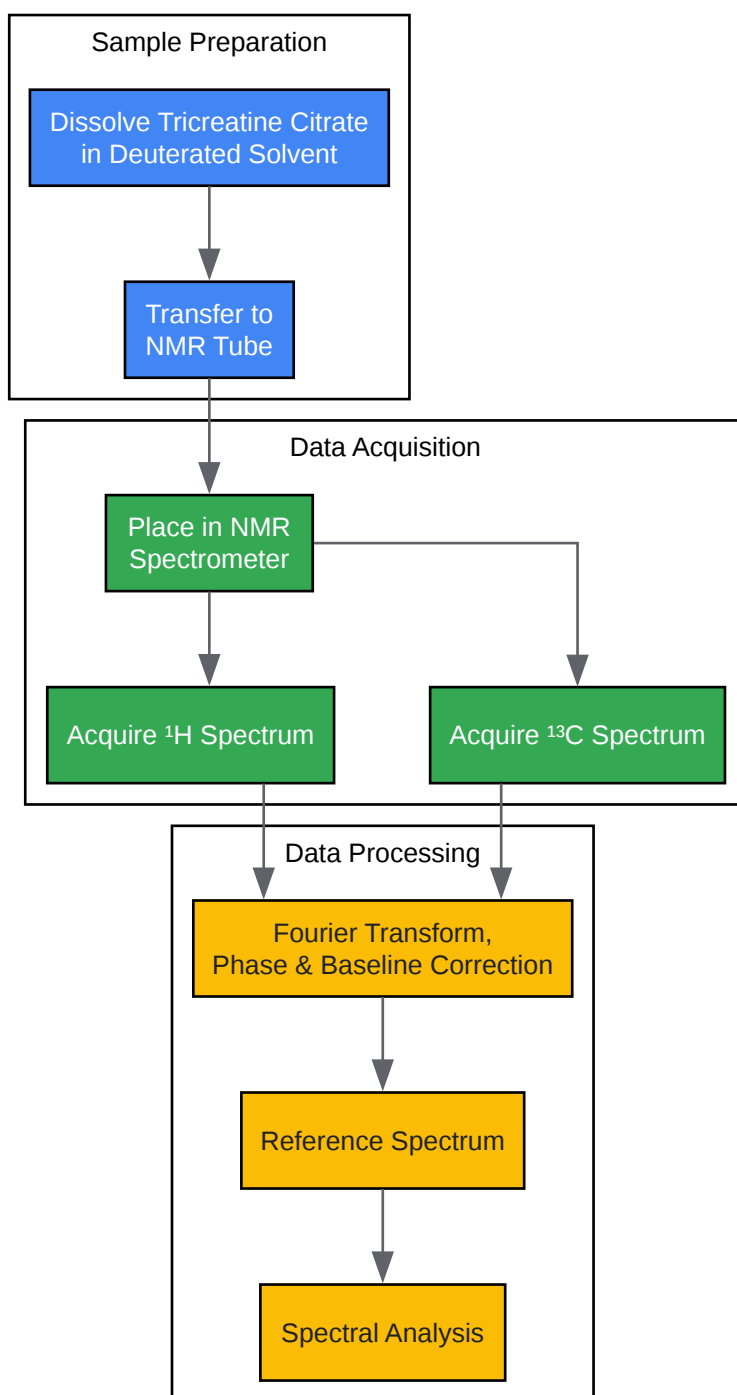 Sample Preparation
Dissolve Tricreatine Citrate
in Deuterated Solvent
Transfer to
NMR Tube
Data Acquisition
Place in NMR
Spectrometer
Acquire ¹H Spectrum
Acquire ¹³C Spectrum
Data Processing
Fourier Transform,
Phase & Baseline Correction
Reference Spectrum
Spectral Analysis